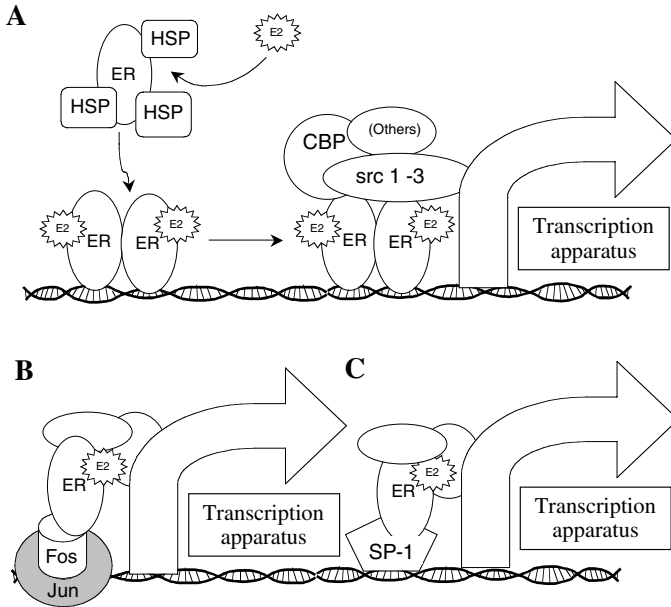 A
HSP
E2
ER
HSP
HSP
CBP
(Others)
src 1 -3
E2
ER
ER
E2
E2
ER
ER
E2
Transcription
apparatus
B
ER
E2
Fos
Jun
Transcription
apparatus
C
ER
E2
SP-1
Transcription
apparatus